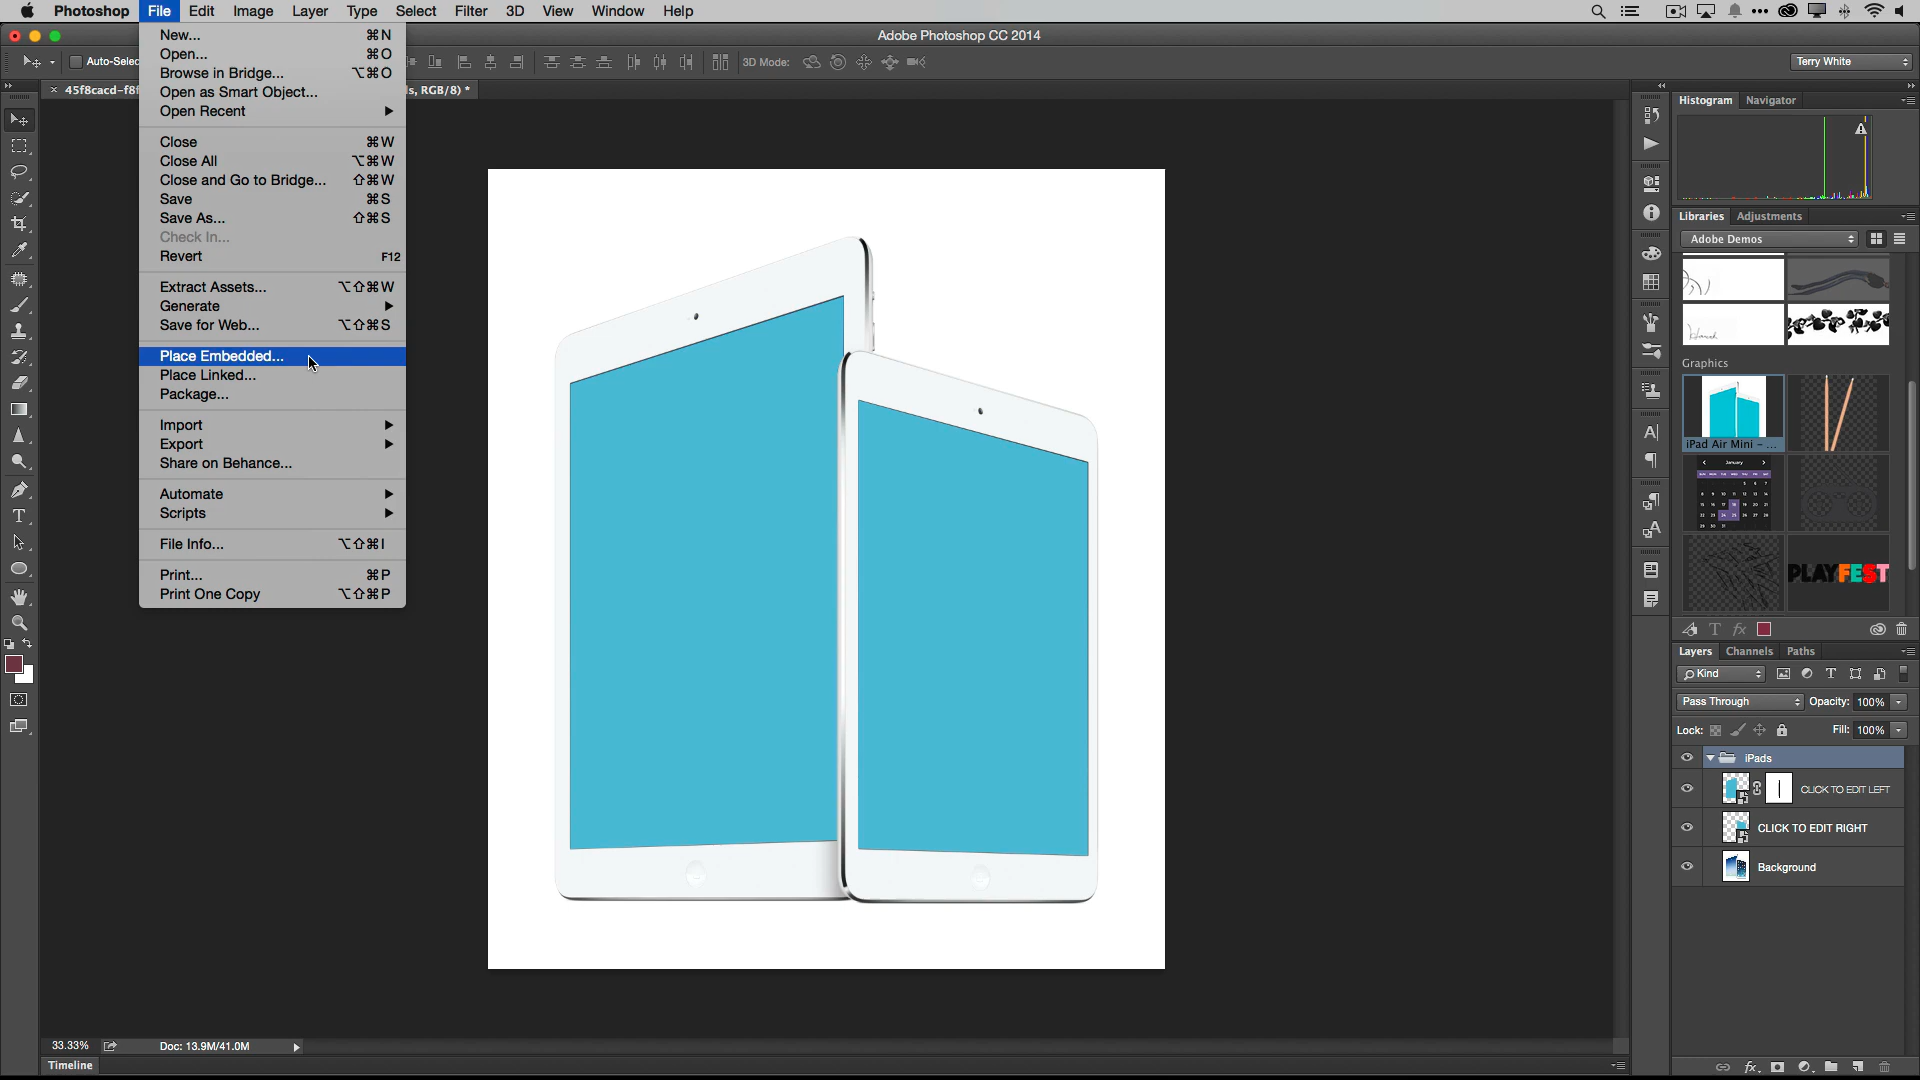 Photoshop File Edit Image Layer Type Select Filter 3D View Window Help
Adobe Photoshop CC 2014
Auto-Selec
3D Mode:
Terry White
45f8cacd-f8f
s, RGB/8) *
New... ⌘N
Open... ⌘O
Browse in Bridge... ⌥⌘O
Open as Smart Object...
Open Recent
Close ⌘W
Close All ⌥⌘W
Close and Go to Bridge... ⇧⌘W
Save ⌘S
Save As... ⇧⌘S
Check In...
Revert F12
Extract Assets... ⌥⇧⌘W
Generate
Save for Web... ⌥⇧⌘S
Place Embedded...
Place Linked...
Package...
Import
Export
Share on Behance...
Automate
Scripts
File Info... ⌥⇧⌘I
Print... ⌘P
Print One Copy ⌥⇧⌘P
Histogram Navigator
Libraries Adjustments
Adobe Demos
Graphics
iPad Air Mini - ...
January
PLAYFEST
Layers Channels Paths
Kind
Pass Through Opacity: 100%
Lock: Fill: 100%
iPads
CLICK TO EDIT LEFT
CLICK TO EDIT RIGHT
Background
33.33% Doc: 13.9M/41.0M
Timeline